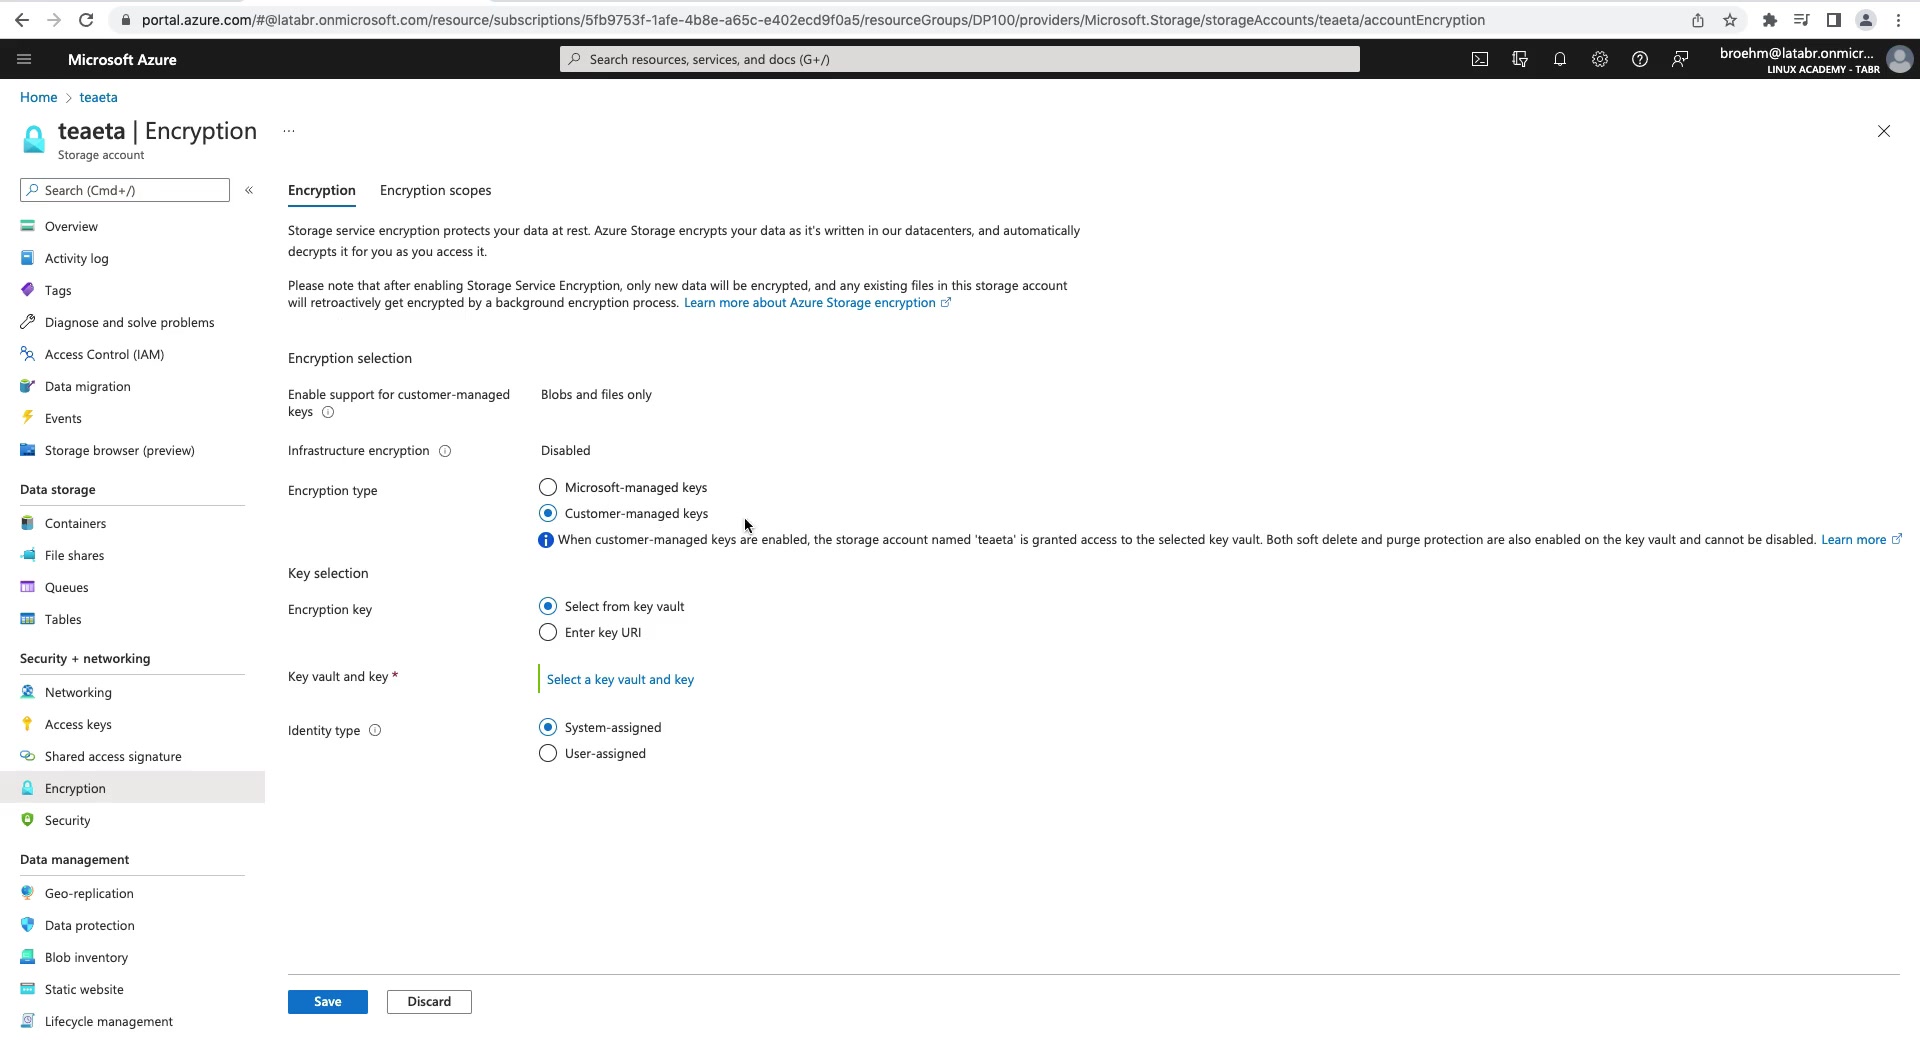 portal.azure.com/#@latabr.onmicrosoft.com/resource/subscriptions/5fb9753f-1afe-4b8e-a65c-e402ecd9f0a5/resourceGroups/DP100/providers/Microsoft.Storage/storageAccounts/teaeta/accountEncryption
Microsoft Azure
Search resources, services, and docs (G+/)
broehm@latabr.onmicr...
LINUX ACADEMY - TABR
Home > teaeta
teaeta | Encryption ...
Storage account
Search (Cmd+/) «
Overview
Activity log
Tags
Diagnose and solve problems
Access Control (IAM)
Data migration
Events
Storage browser (preview)
Data storage
Containers
File shares
Queues
Tables
Security + networking
Networking
Access keys
Shared access signature
Encryption
Security
Data management
Geo-replication
Data protection
Blob inventory
Static website
Lifecycle management
Encryption Encryption scopes
Storage service encryption protects your data at rest. Azure Storage encrypts your data as it's written in our datacenters, and automatically
decrypts it for you as you access it.
Please note that after enabling Storage Service Encryption, only new data will be encrypted, and any existing files in this storage account
will retroactively get encrypted by a background encryption process. Learn more about Azure Storage encryption
Encryption selection
Enable support for customer-managed
keys
Blobs and files only
Infrastructure encryption Disabled
Encryption type
Microsoft-managed keys
Customer-managed keys
When customer-managed keys are enabled, the storage account named 'teaeta' is granted access to the selected key vault. Both soft delete and purge protection are also enabled on the key vault and cannot be disabled. Learn more
Key selection
Encryption key
Select from key vault
Enter key URI
Key vault and key *
Select a key vault and key
Identity type
System-assigned
User-assigned
Save Discard